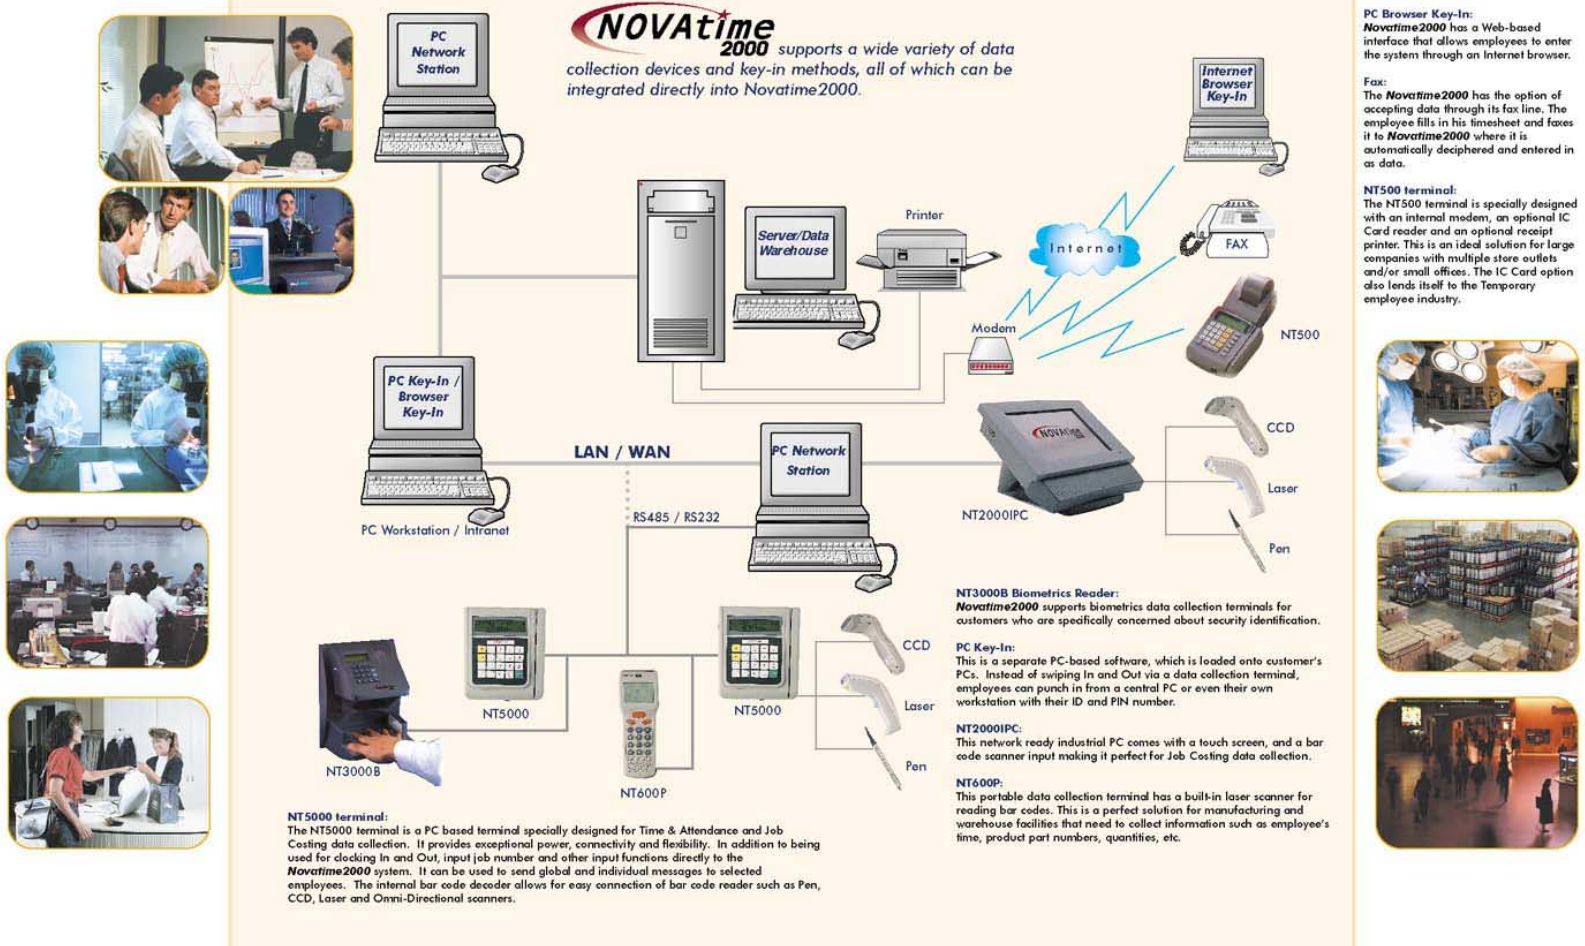 NOVAtime
2000 supports a wide variety of data
collection devices and key-in methods, all of which can be
integrated directly into Novatime2000.
PC
Network
Station
Internet
Browser
Key-In
Server/Data
Warehouse
Printer
Internet
FAX
Modem
NT500
PC Key-In /
Browser
Key-In
PC Workstation / Intranet
LAN / WAN
RS485 / RS232
PC Network
Station
NOVAtime
NT2000IPC
CCD
Laser
Pen
NT3000B
NT5000
NT600P
NT5000
CCD
Laser
Pen
NT5000 terminal:
The NT5000 terminal is a PC based terminal specially designed for Time & Attendance and Job
Costing data collection. It provides exceptional power, connectivity and flexibility. In addition to being
used for clocking In and Out, input job number and other input functions directly to the
Novatime2000 system. It can be used to send global and individual messages to selected
employees. The internal bar code decoder allows for easy connection of bar code reader such as Pen,
CCD, Laser and Omni-Directional scanners.
NT3000B Biometrics Reader:
Novatime2000 supports biometrics data collection terminals for
customers who are specifically concerned about security identification.
PC Key-In:
This is a separate PC-based software, which is loaded onto customer's
PCs. Instead of swiping In and Out via a data collection terminal,
employees can punch in from a central PC or even their own
workstation with their ID and PIN number.
NT2000IPC:
This network ready industrial PC comes with a touch screen, and a bar
code scanner input making it perfect for Job Costing data collection.
NT600P:
This portable data collection terminal has a built-in laser scanner for
reading bar codes. This is a perfect solution for manufacturing and
warehouse facilities that need to collect information such as employee's
time, product part numbers, quantities, etc.
PC Browser Key-In:
Novatime2000 has a Web-based
interface that allows employees to enter
the system through an Internet browser.
Fax:
The Novatime2000 has the option of
accepting data through its fax line. The
employee fills in his timesheet and faxes
it to Novatime2000 where it is
automatically deciphered and entered in
as data.
NT500 terminal:
The NT500 terminal is specially designed
with an internal modem, an optional IC
Card reader and an optional receipt
printer. This is an ideal solution for large
companies with multiple store outlets
and/or small offices. The IC Card option
also lends itself to the Temporary
employee industry.